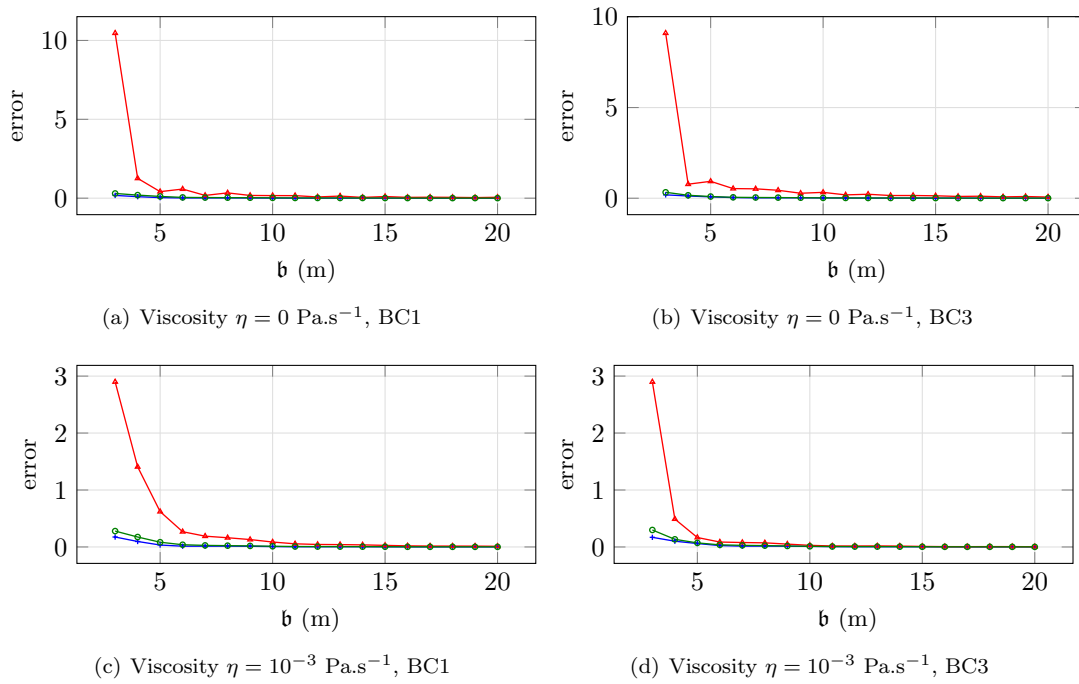 10
5
0
error
5 10 15 20
𝔟 (m)
(a) Viscosity η = 0 Pa.s⁻¹, BC1
10
5
0
error
5 10 15 20
𝔟 (m)
(b) Viscosity η = 0 Pa.s⁻¹, BC3
3
2
1
0
error
5 10 15 20
𝔟 (m)
(c) Viscosity η = 10⁻³ Pa.s⁻¹, BC1
3
2
1
0
error
5 10 15 20
𝔟 (m)
(d) Viscosity η = 10⁻³ Pa.s⁻¹, BC3